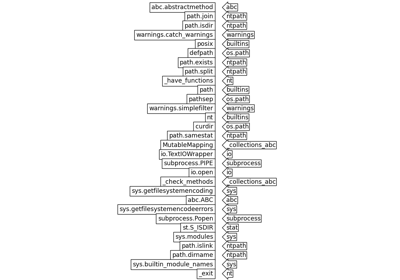 abc.abstractmethod abc
path.join ntpath
path.isdir ntpath
warnings.catch_warnings warnings
posix builtins
defpath os.path
path.exists ntpath
path.split ntpath
_have_functions nt
path builtins
pathsep os.path
warnings.simplefilter warnings
nt builtins
curdir os.path
path.samestat ntpath
MutableMapping _collections_abc
io.TextIOWrapper io
subprocess.PIPE subprocess
io.open io
_check_methods _collections_abc
sys.getfilesystemencoding sys
abc.ABC abc
sys.getfilesystemencodeerrors sys
subprocess.Popen subprocess
st.S_ISDIR stat
sys.modules sys
path.islink ntpath
path.dirname ntpath
sys.builtin_module_names sys
_exit nt